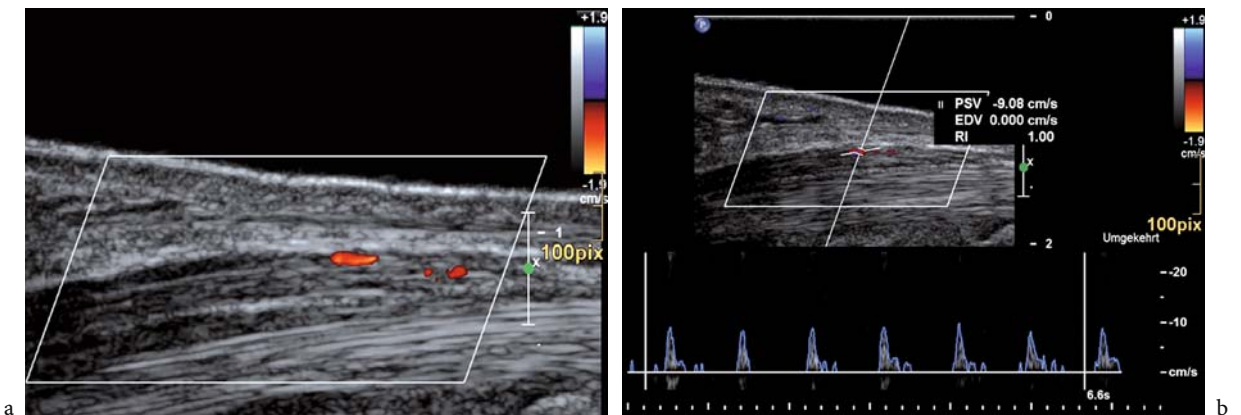 +1.9
-1.9
cm/s
- 1
x
100pix
a
P
- 0
+1.9
II PSV -9.08 cm/s
EDV 0.000 cm/s
RI 1.00
x
-1.9
cm/s
100pix
- 2
Umgekehrt
--20
-
-10
-
-cm/s
6.6s
b